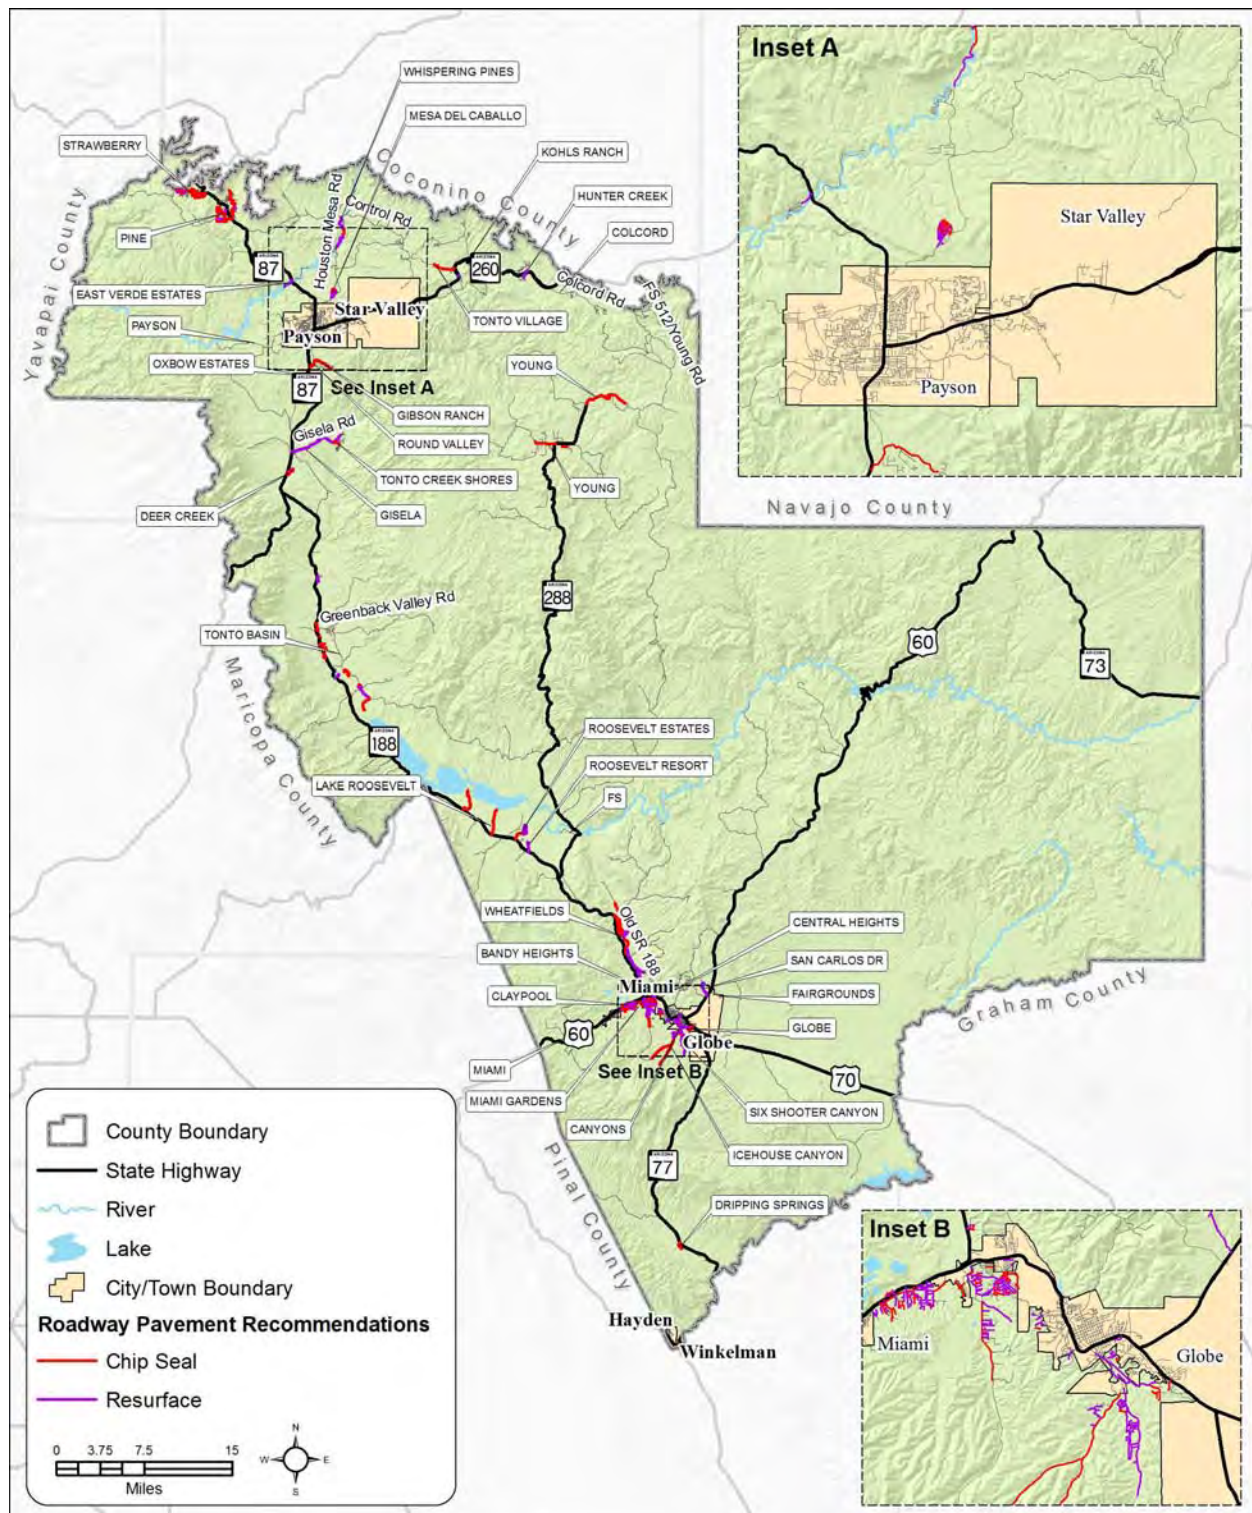 Inset A
WHISPERING PINES
MESA DEL CABALLO
STRAWBERRY
KOHLS RANCH
Coconino County
HUNTER CREEK
Houston Mesa Rd
Control Rd
PINE
COLCORD
Yavapai County
87
260
Star Valley
EAST VERDE ESTATES
Colcord Rd
FS 512/Young Rd
Star Valley
PAYSON
Payson
TONTO VILLAGE
OXBOW ESTATES
YOUNG
See Inset A
87
Payson
GIBSON RANCH
Gisela Rd
ROUND VALLEY
TONTO CREEK SHORES
YOUNG
DEER CREEK
GISELA
Navajo County
288
Greenback Valley Rd
TONTO BASIN
60
73
Maricopa County
188
ROOSEVELT ESTATES
ROOSEVELT RESORT
LAKE ROOSEVELT
FS
WHEATFIELDS
Old SR 188
CENTRAL HEIGHTS
BANDY HEIGHTS
SAN CARLOS DR
Miami
CLAYPOOL
FAIRGROUNDS
Graham County
60
GLOBE
Globe
MIAMI
See Inset B
70
MIAMI GARDENS
SIX SHOOTER CANYON
CANYONS
ICEHOUSE CANYON
77
Pinal County
DRIPPING SPRINGS
Hayden
Winkelman
Inset B
Miami
Globe
County Boundary
State Highway
River
Lake
City/Town Boundary
Roadway Pavement Recommendations
Chip Seal
Resurface
0 3.75 7.5 15
Miles
N
W E
S